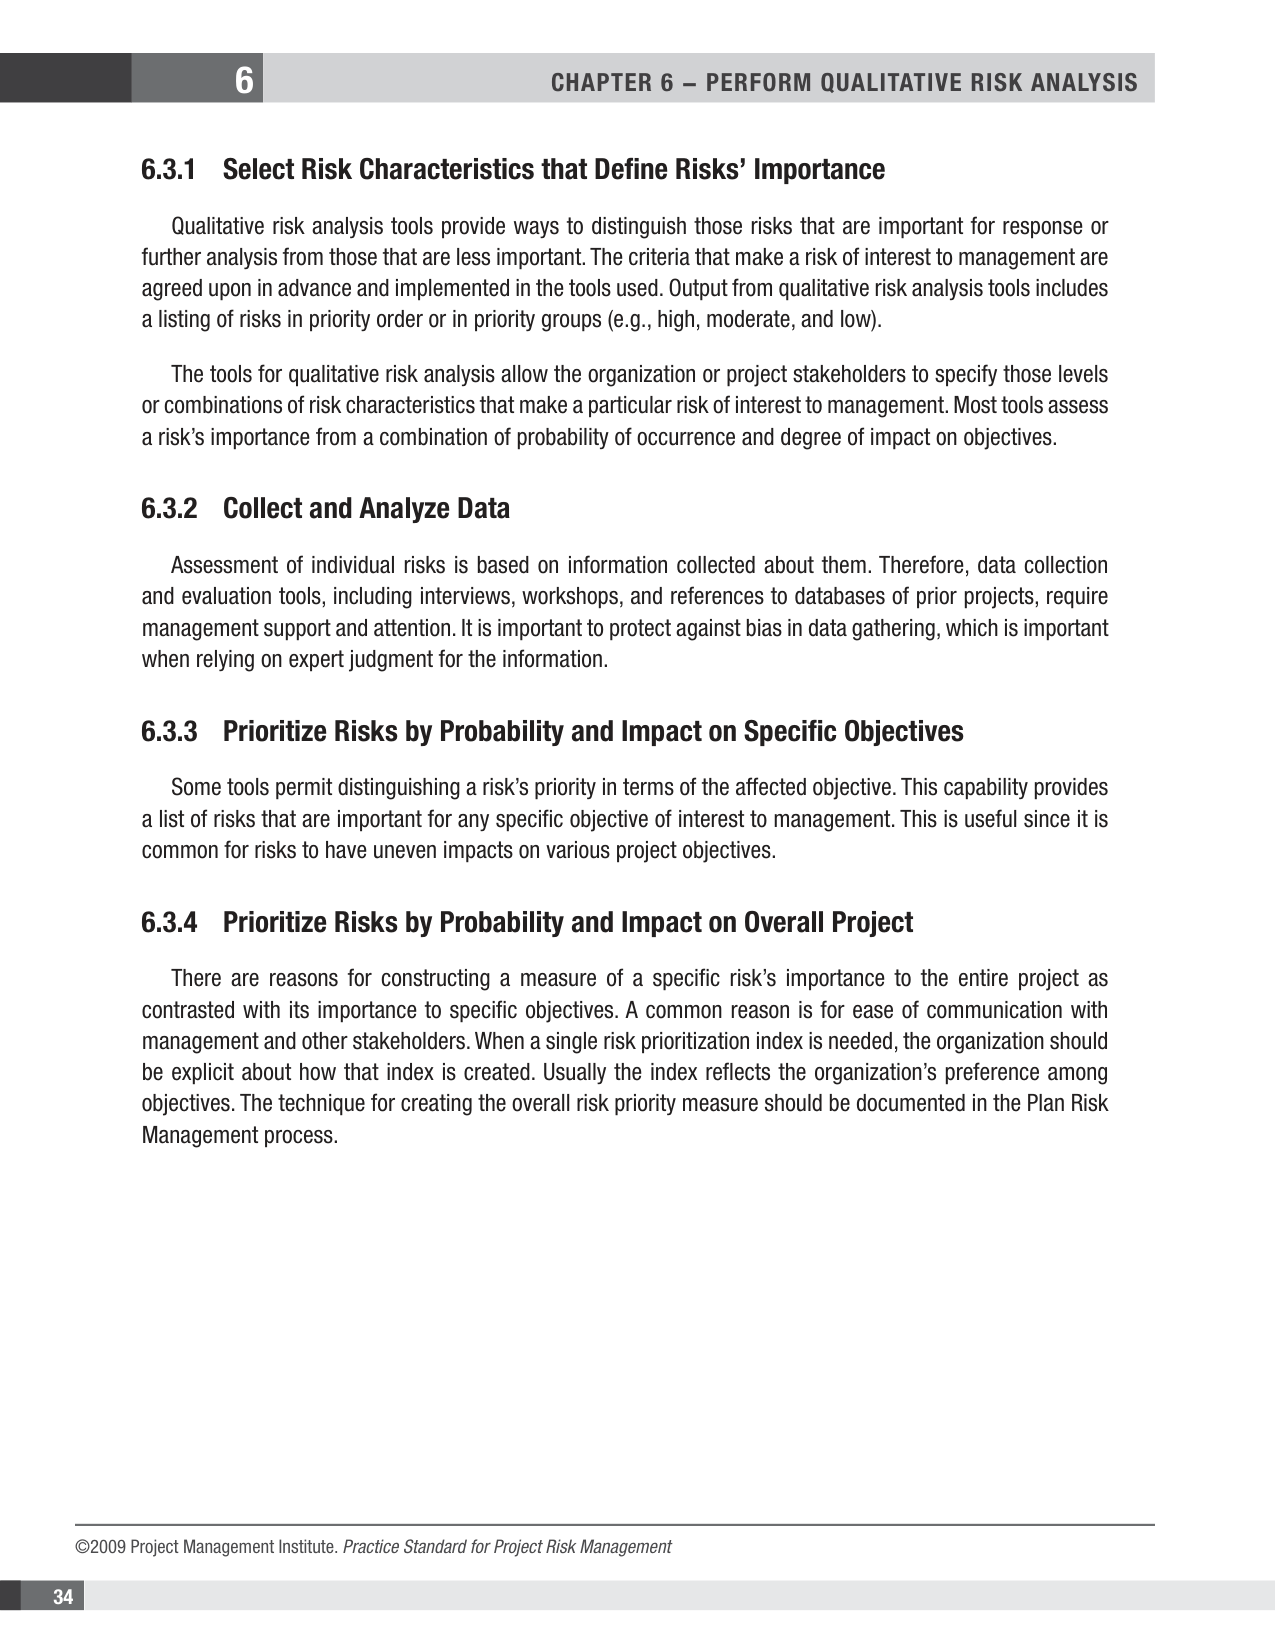 6
CHAPTER 6 – PERFORM QUALITATIVE RISK ANALYSIS
6.3.1 Select Risk Characteristics that Define Risks’ Importance
Qualitative risk analysis tools provide ways to distinguish those risks that are important for response or
further analysis from those that are less important. The criteria that make a risk of interest to management are
agreed upon in advance and implemented in the tools used. Output from qualitative risk analysis tools includes
a listing of risks in priority order or in priority groups (e.g., high, moderate, and low).
The tools for qualitative risk analysis allow the organization or project stakeholders to specify those levels
or combinations of risk characteristics that make a particular risk of interest to management. Most tools assess
a risk’s importance from a combination of probability of occurrence and degree of impact on objectives.
6.3.2 Collect and Analyze Data
Assessment of individual risks is based on information collected about them. Therefore, data collection
and evaluation tools, including interviews, workshops, and references to databases of prior projects, require
management support and attention. It is important to protect against bias in data gathering, which is important
when relying on expert judgment for the information.
6.3.3 Prioritize Risks by Probability and Impact on Specific Objectives
Some tools permit distinguishing a risk’s priority in terms of the affected objective. This capability provides
a list of risks that are important for any specific objective of interest to management. This is useful since it is
common for risks to have uneven impacts on various project objectives.
6.3.4 Prioritize Risks by Probability and Impact on Overall Project
There are reasons for constructing a measure of a specific risk’s importance to the entire project as
contrasted with its importance to specific objectives. A common reason is for ease of communication with
management and other stakeholders. When a single risk prioritization index is needed, the organization should
be explicit about how that index is created. Usually the index reflects the organization’s preference among
objectives. The technique for creating the overall risk priority measure should be documented in the Plan Risk
Management process.
©2009 Project Management Institute. Practice Standard for Project Risk Management
34